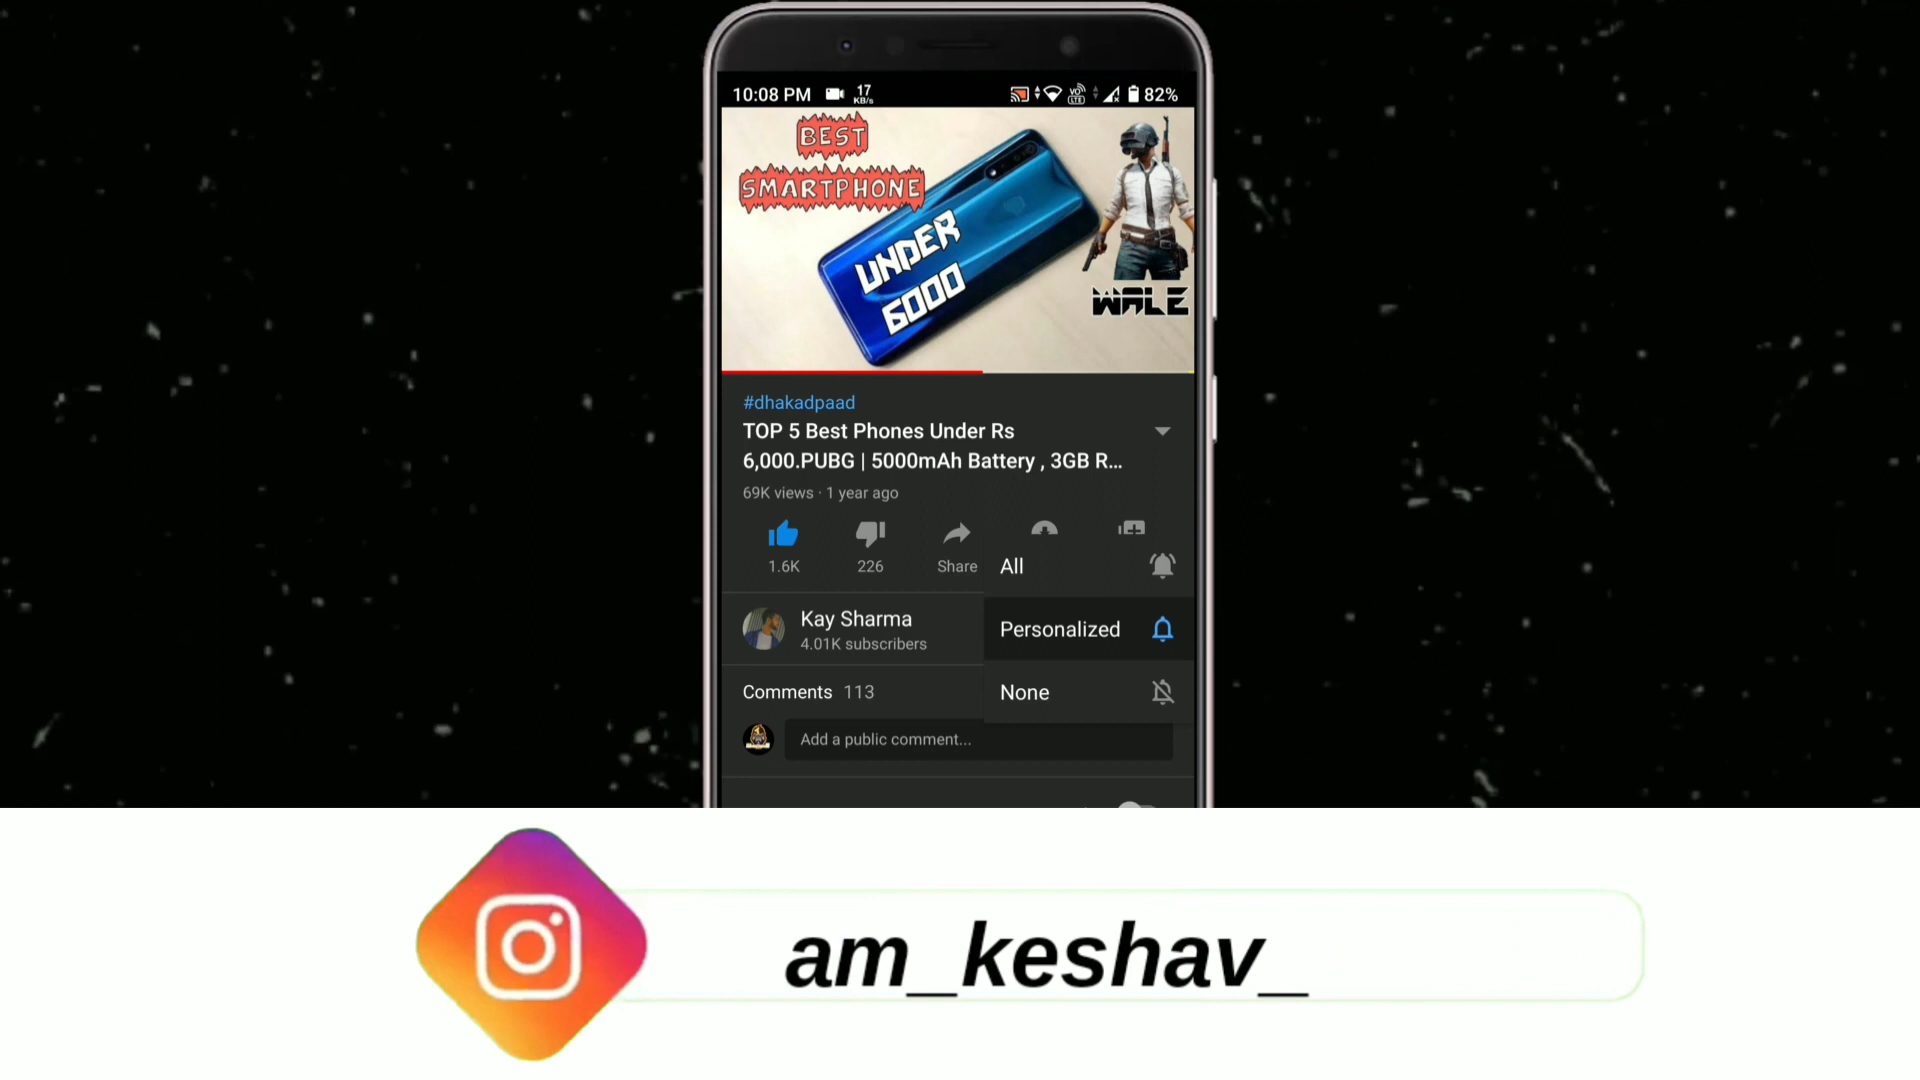 10:08 PM 17 KB/s VO LTE 82%
BEST
SMARTPHONE
UNDER
6000
WALE
#dhakadpaad
TOP 5 Best Phones Under Rs
6,000.PUBG | 5000mAh Battery , 3GB R...
69K views · 1 year ago
1.6K 226 Share
All
Kay Sharma
4.01K subscribers
Personalized
Comments 113
None
Add a public comment...
am_keshav_